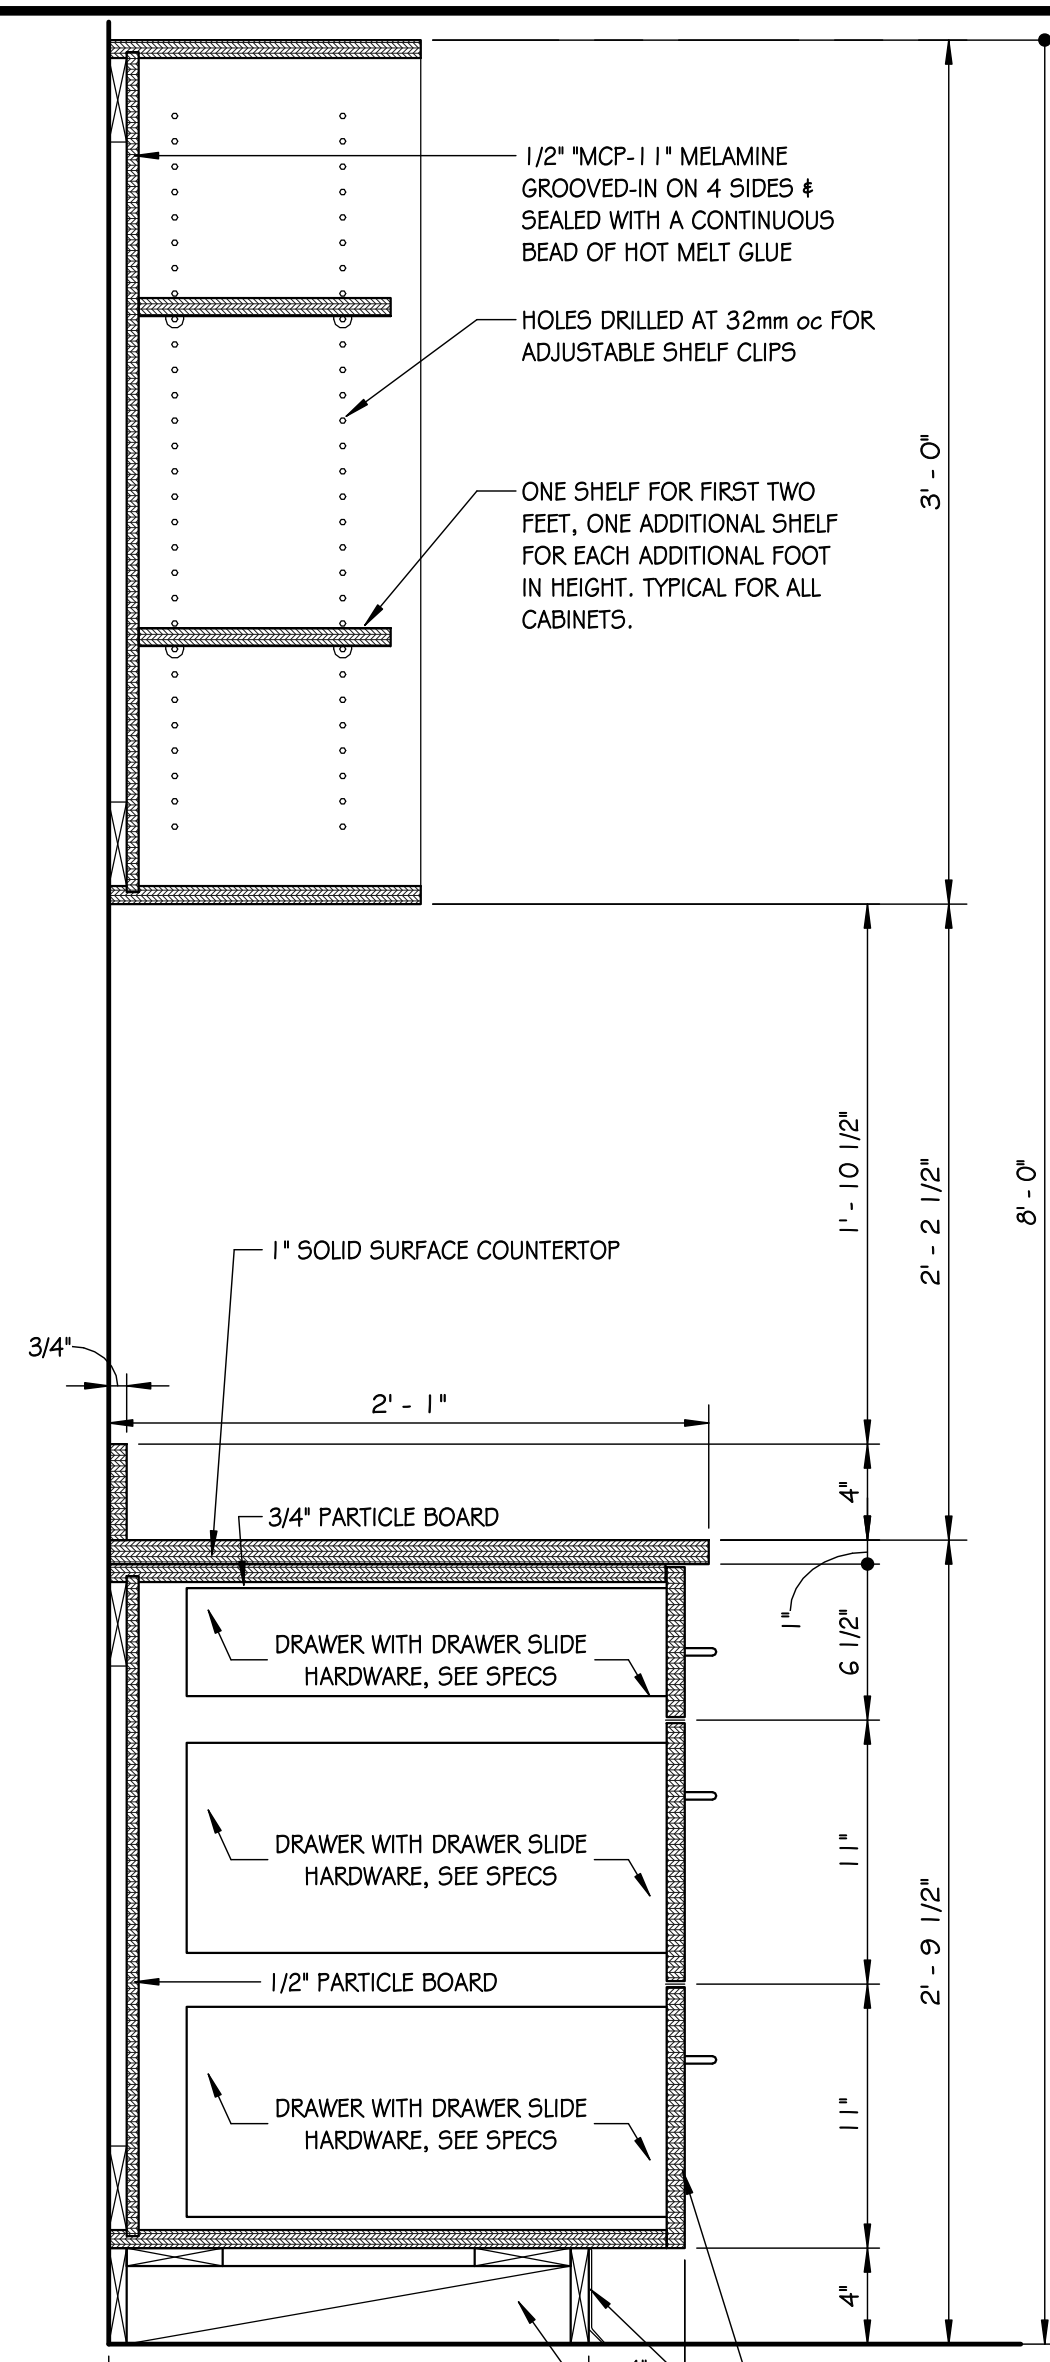 1/2" "MCP-11" MELAMINE
GROOVED-IN ON 4 SIDES &
SEALED WITH A CONTINUOUS
BEAD OF HOT MELT GLUE
HOLES DRILLED AT 32mm oc FOR
ADJUSTABLE SHELF CLIPS
ONE SHELF FOR FIRST TWO
FEET, ONE ADDITIONAL SHELF
FOR EACH ADDITIONAL FOOT
IN HEIGHT. TYPICAL FOR ALL
CABINETS.
3' - 0"
1' - 10 1/2"
2' - 2 1/2"
8' - 0"
1" SOLID SURFACE COUNTERTOP
3/4"
2' - 1"
4"
3/4" PARTICLE BOARD
1"
6 1/2"
DRAWER WITH DRAWER SLIDE
HARDWARE, SEE SPECS
DRAWER WITH DRAWER SLIDE
HARDWARE, SEE SPECS
11"
2' - 9 1/2"
1/2" PARTICLE BOARD
DRAWER WITH DRAWER SLIDE
HARDWARE, SEE SPECS
11"
4"